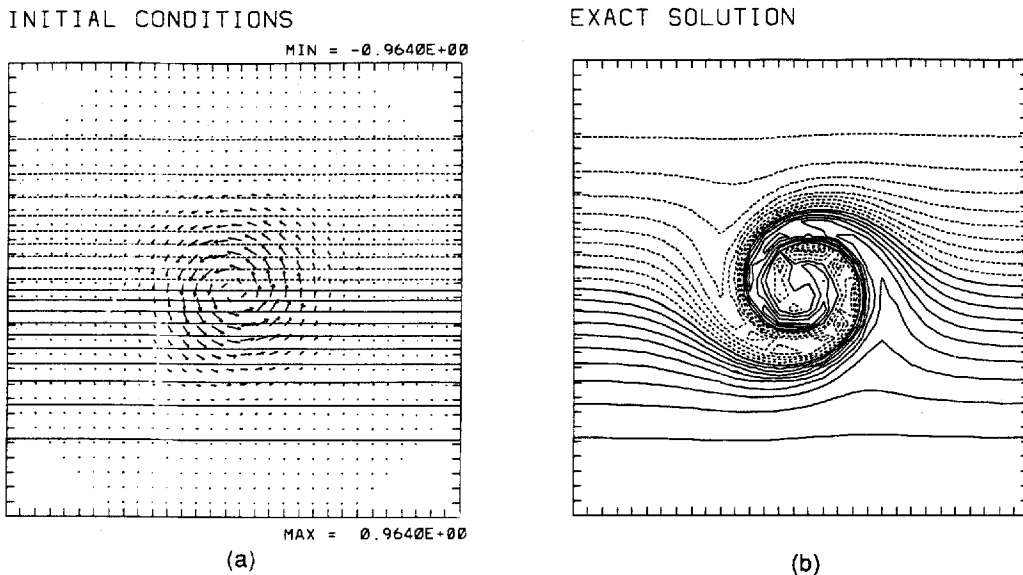 INITIAL CONDITIONS
MIN = -0.9640E+00
MAX = 0.9640E+00
(a)
EXACT SOLUTION
(b)